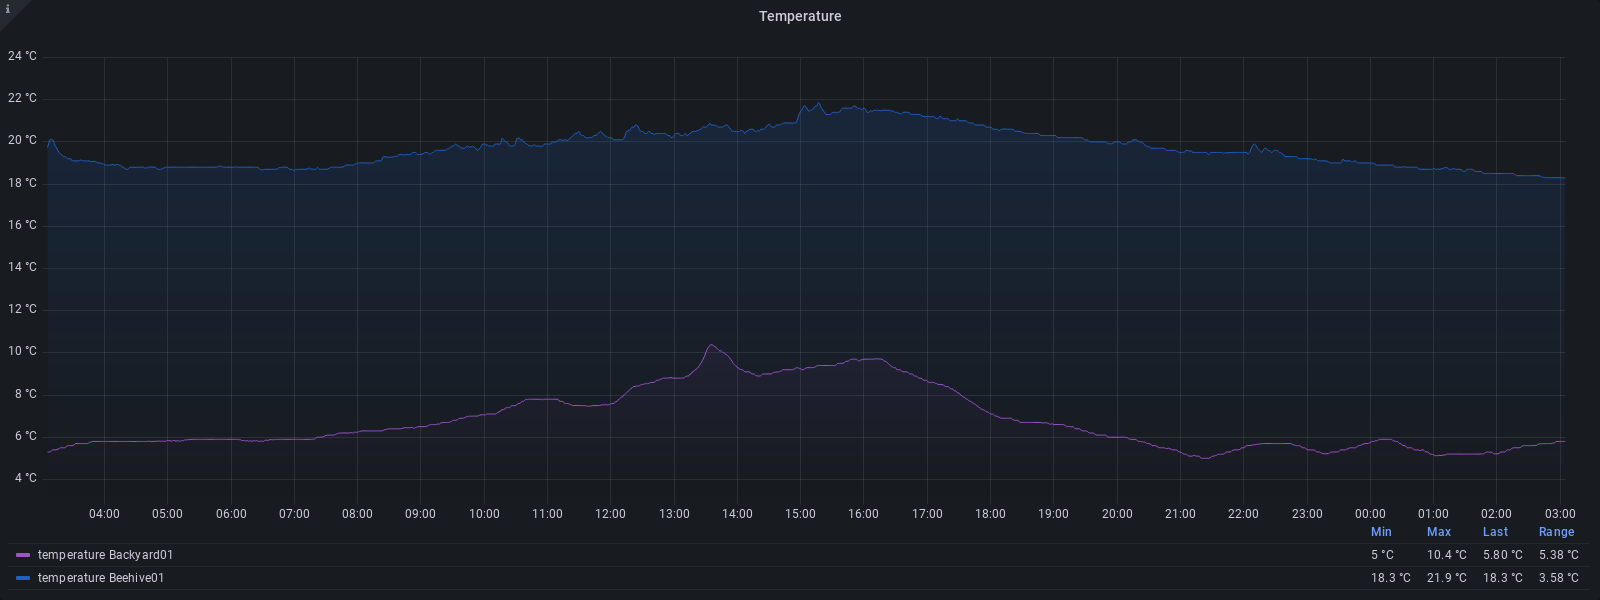 i
Temperature
24 °C
22 °C
20 °C
18 °C
16 °C
14 °C
12 °C
10 °C
8 °C
6 °C
4 °C
04:00 05:00 06:00 07:00 08:00 09:00 10:00 11:00 12:00 13:00 14:00 15:00 16:00 17:00 18:00 19:00 20:00 21:00 22:00 23:00 00:00 01:00 02:00 03:00
Min Max Last Range
temperature Backyard01 5 °C 10.4 °C 5.80 °C 5.38 °C
temperature Beehive01 18.3 °C 21.9 °C 18.3 °C 3.58 °C